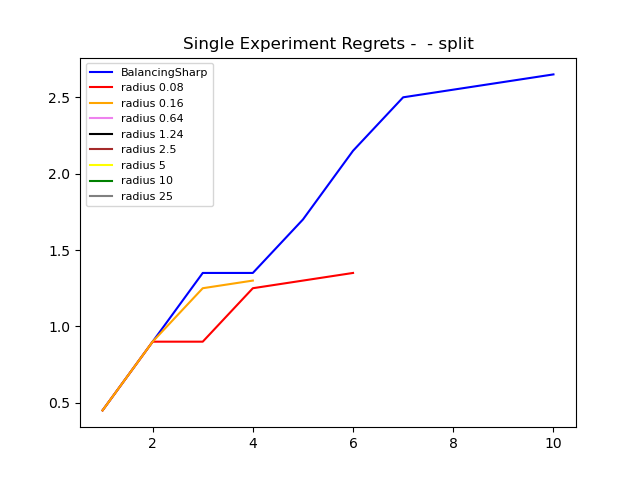 Single Experiment Regrets -  - split
BalancingSharp
radius 0.08
radius 0.16
radius 0.64
radius 1.24
radius 2.5
radius 5
radius 10
radius 25
2.5
2.0
1.5
1.0
0.5
2 4 6 8 10